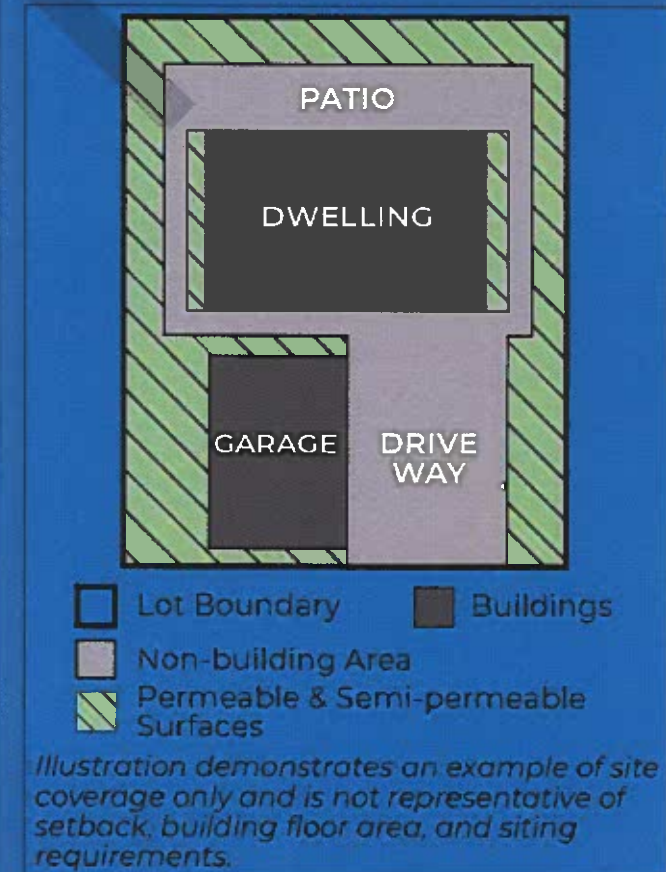 PATIO
DWELLING
GARAGE
DRIVE
WAY
Lot Boundary
Buildings
Non-building Area
Permeable & Semi-permeable
Surfaces
Illustration demonstrates an example of site
coverage only and is not representative of
setback, building floor area, and siting
requirements.